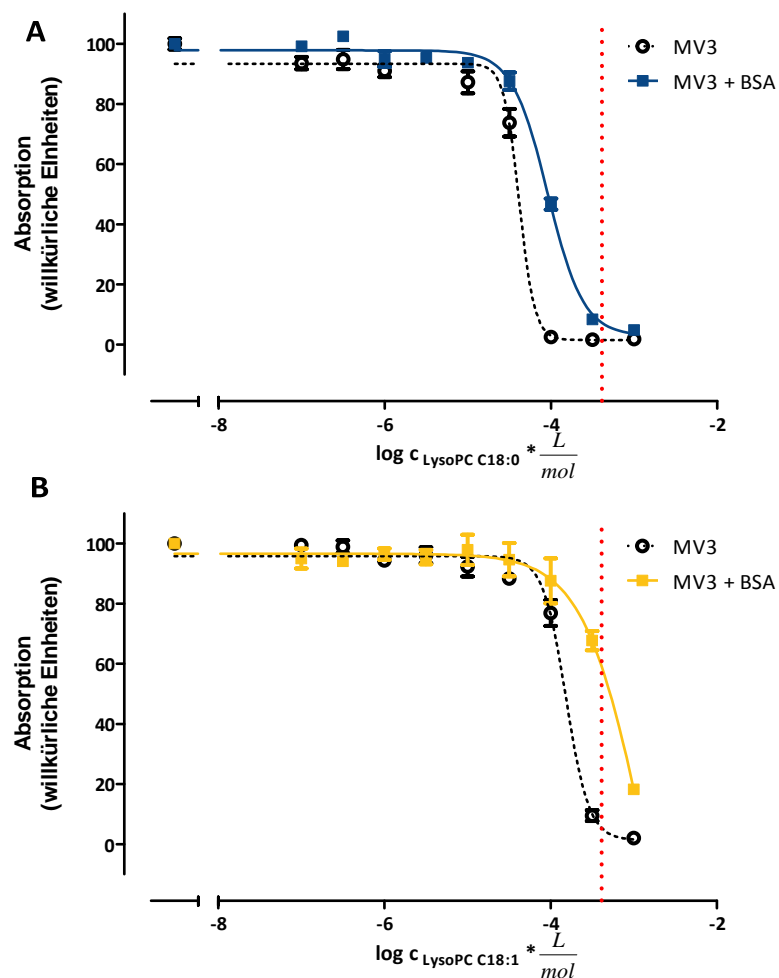 A
MV3
MV3 + BSA
100
80
60
40
20
0
Absorption
(willkürliche EInheiten)
-8
-6
-4
-2
log c LysoPC C18:0 * L/mol
B
MV3
MV3 + BSA
100
80
60
40
20
0
Absorption
(willkürliche EInheiten)
-8
-6
-4
-2
log c LysoPC C18:1 * L/mol